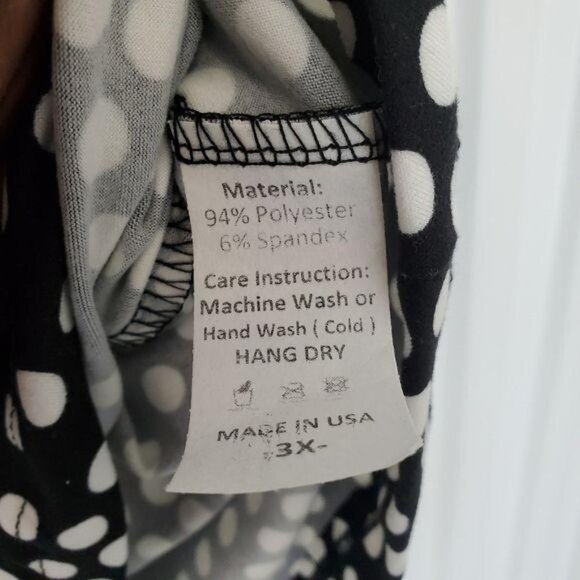 Material:
94% Polyester
6% Spandex
Care Instruction:
Machine Wash or
Hand Wash ( Cold )
HANG DRY
MADE IN USA
-3X-